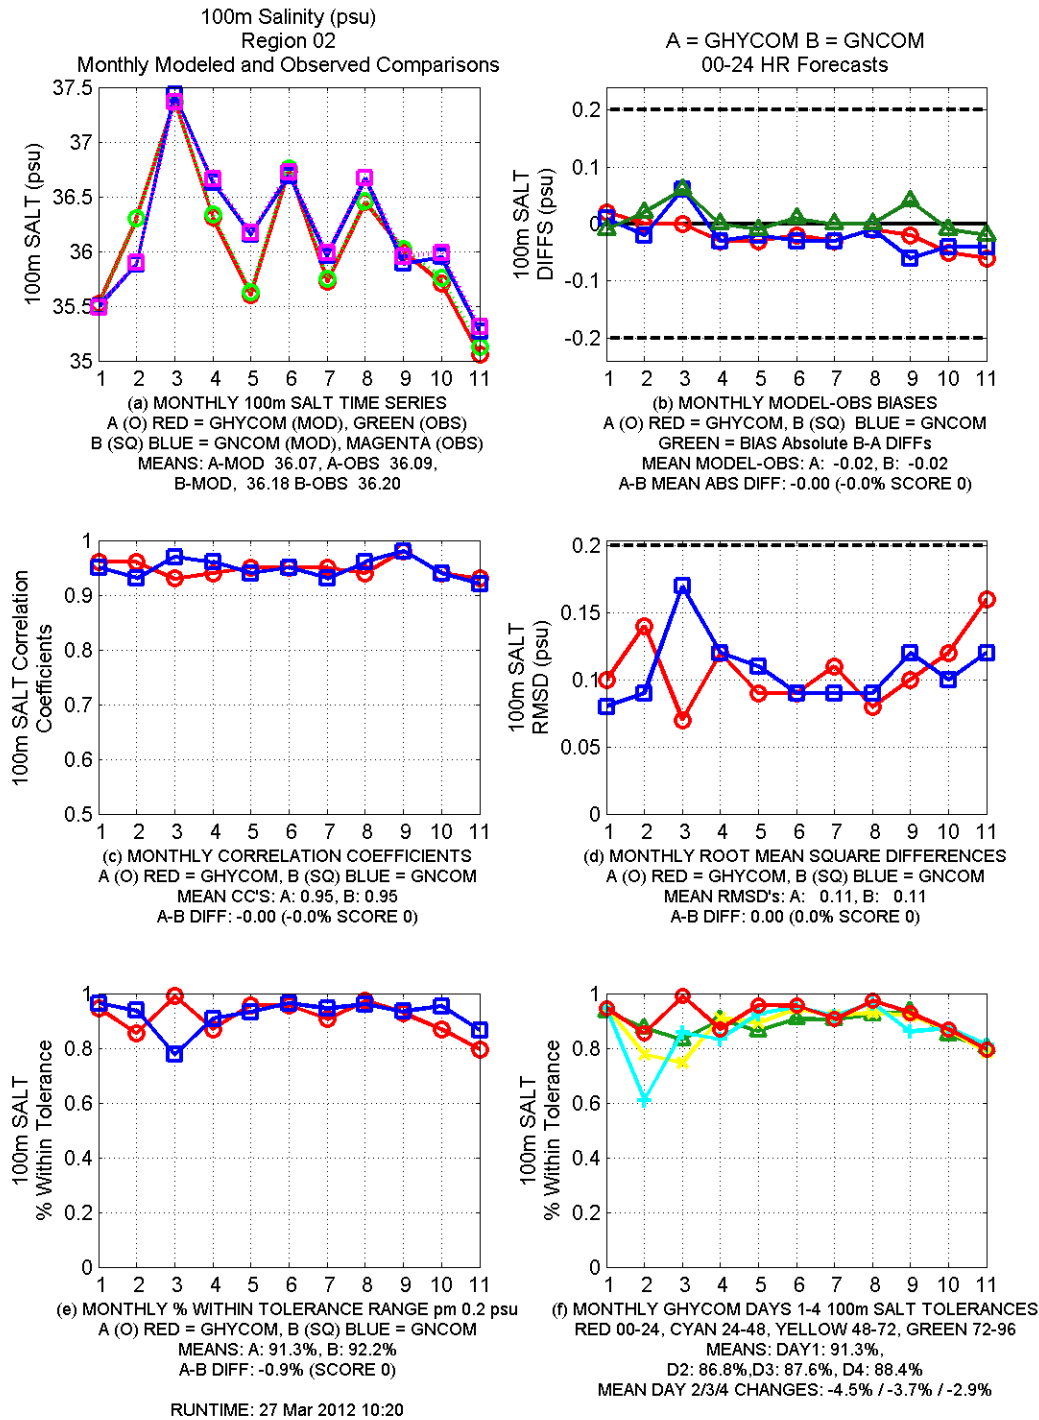 100m Salinity (psu)
Region 02
Monthly Modeled and Observed Comparisons
A = GHYCOM B = GNCOM
00-24 HR Forecasts
37.5
37
36.5
36
35.5
35
100m SALT (psu)
1 2 3 4 5 6 7 8 9 10 11
(a) MONTHLY 100m SALT TIME SERIES
A (O) RED = GHYCOM (MOD), GREEN (OBS)
B (SQ) BLUE = GNCOM (MOD), MAGENTA (OBS)
MEANS: A-MOD 36.07, A-OBS 36.09,
B-MOD, 36.18 B-OBS 36.20
0.2
0.1
0
-0.1
-0.2
100m SALT
DIFFS (psu)
1 2 3 4 5 6 7 8 9 10 11
(b) MONTHLY MODEL-OBS BIASES
A (O) RED = GHYCOM, B (SQ) BLUE = GNCOM
GREEN = BIAS Absolute B-A DIFFs
MEAN MODEL-OBS: A: -0.02, B: -0.02
A-B MEAN ABS DIFF: -0.00 (-0.0% SCORE 0)
1
0.9
0.8
0.7
0.6
0.5
100m SALT Correlation
Coefficients
1 2 3 4 5 6 7 8 9 10 11
(c) MONTHLY CORRELATION COEFFICIENTS
A (O) RED = GHYCOM, B (SQ) BLUE = GNCOM
MEAN CC'S: A: 0.95, B: 0.95
A-B DIFF: -0.00 (-0.0% SCORE 0)
0.2
0.15
0.1
0.05
0
100m SALT
RMSD (psu)
1 2 3 4 5 6 7 8 9 10 11
(d) MONTHLY ROOT MEAN SQUARE DIFFERENCES
A (O) RED = GHYCOM, B (SQ) BLUE = GNCOM
MEAN RMSD's: A: 0.11, B: 0.11
A-B DIFF: 0.00 (0.0% SCORE 0)
1
0.8
0.6
0.4
0.2
0
100m SALT
% Within Tolerance
1 2 3 4 5 6 7 8 9 10 11
(e) MONTHLY % WITHIN TOLERANCE RANGE pm 0.2 psu
A (O) RED = GHYCOM, B (SQ) BLUE = GNCOM
MEANS: A: 91.3%, B: 92.2%
A-B DIFF: -0.9% (SCORE 0)
1
0.8
0.6
0.4
0.2
0
100m SALT
% Within Tolerance
1 2 3 4 5 6 7 8 9 10 11
(f) MONTHLY GHYCOM DAYS 1-4 100m SALT TOLERANCES
RED 00-24, CYAN 24-48, YELLOW 48-72, GREEN 72-96
MEANS: DAY1: 91.3%,
D2: 86.8%,D3: 87.6%, D4: 88.4%
MEAN DAY 2/3/4 CHANGES: -4.5% / -3.7% / -2.9%
RUNTIME: 27 Mar 2012 10:20